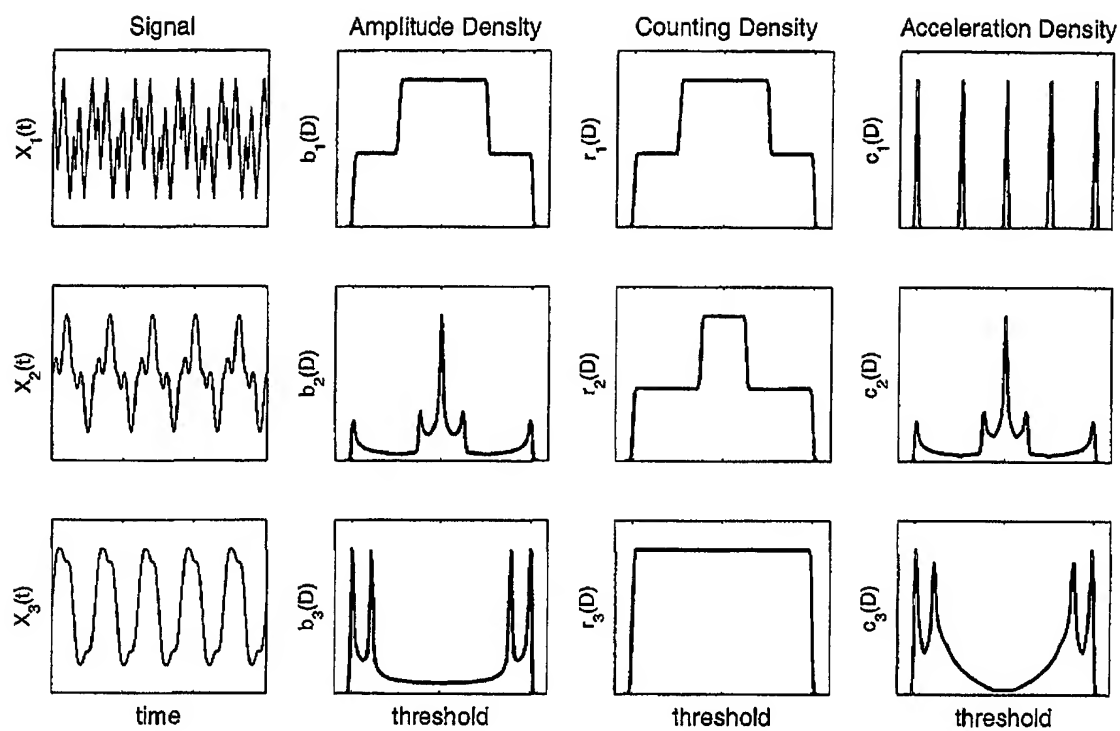 Signal Amplitude Density Counting Density Acceleration Density
X1(t) b1(D) r1(D) c1(D)
X2(t) b2(D) r2(D) c2(D)
X3(t) b3(D) r3(D) c3(D)
time threshold threshold threshold